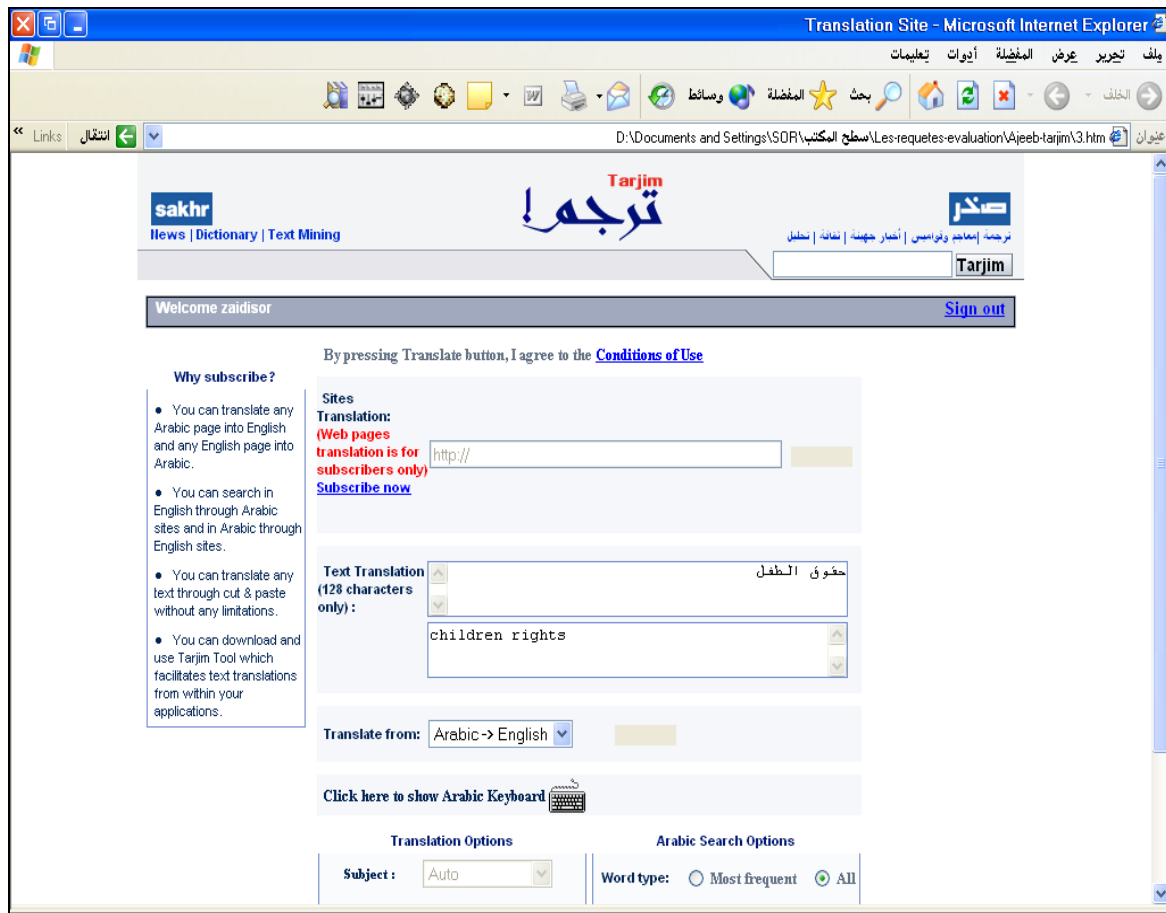 Translation Site - Microsoft Internet Explorer
ملف تحرير عرض المفضلة أدوات تعليمات
الخلف بحث المفضلة وسائط
عنوان D:\Documents and Settings\SOR\سطح المكتب\Les-requetes-evaluation\Ajeeb-tarjim\3.htm انتقال Links »
sakhr
News | Dictionary | Text Mining
Tarjim
ترجم!
صخر
ترجمة | معاجم وقواميس | أخبار جهينة | ثقافة | تحليل
Tarjim
Welcome zaidisor
Sign out
By pressing Translate button, I agree to the Conditions of Use
Why subscribe?
• You can translate any
Arabic page into English
and any English page into
Arabic.
• You can search in
English through Arabic
sites and in Arabic through
English sites.
• You can translate any
text through cut & paste
without any limitations.
• You can download and
use Tarjim Tool which
facilitates text translations
from within your
applications.
Sites
Translation:
(Web pages
translation is for
subscribers only)
Subscribe now
http://
Text Translation
(128 characters
only) :
حقوق الطفل
children rights
Translate from: Arabic -> English
Click here to show Arabic Keyboard
Translation Options
Subject : Auto
Arabic Search Options
Word type: Most frequent All